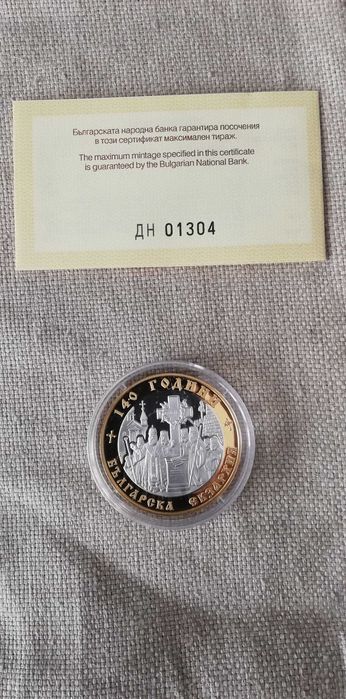 Българската народна банка гарантира посочения
в този сертификат максимален тираж.
The maximum mintage specified in this certificate
is guaranteed by the Bulgarian National Bank.
ДН 01304
140 ГОДИНИ
БЪЛГАРСКА ЕКЗАРХИЯ